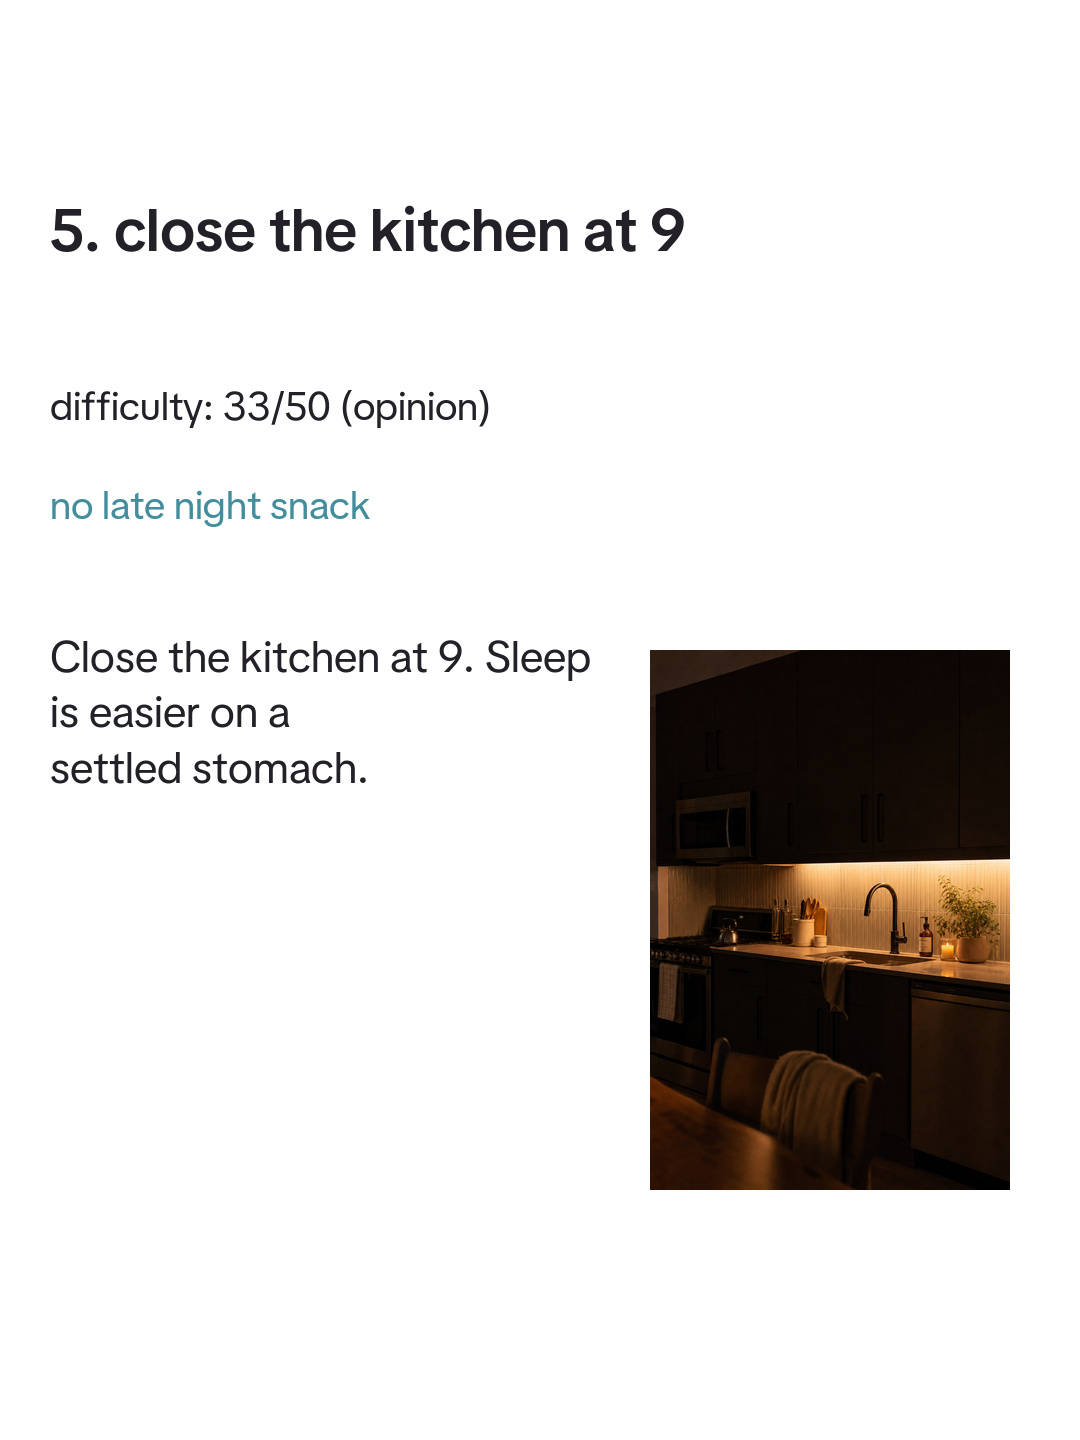 5. close the kitchen at 9
difficulty: 33/50 (opinion)
no late night snack
Close the kitchen at 9. Sleep
is easier on a
settled stomach.